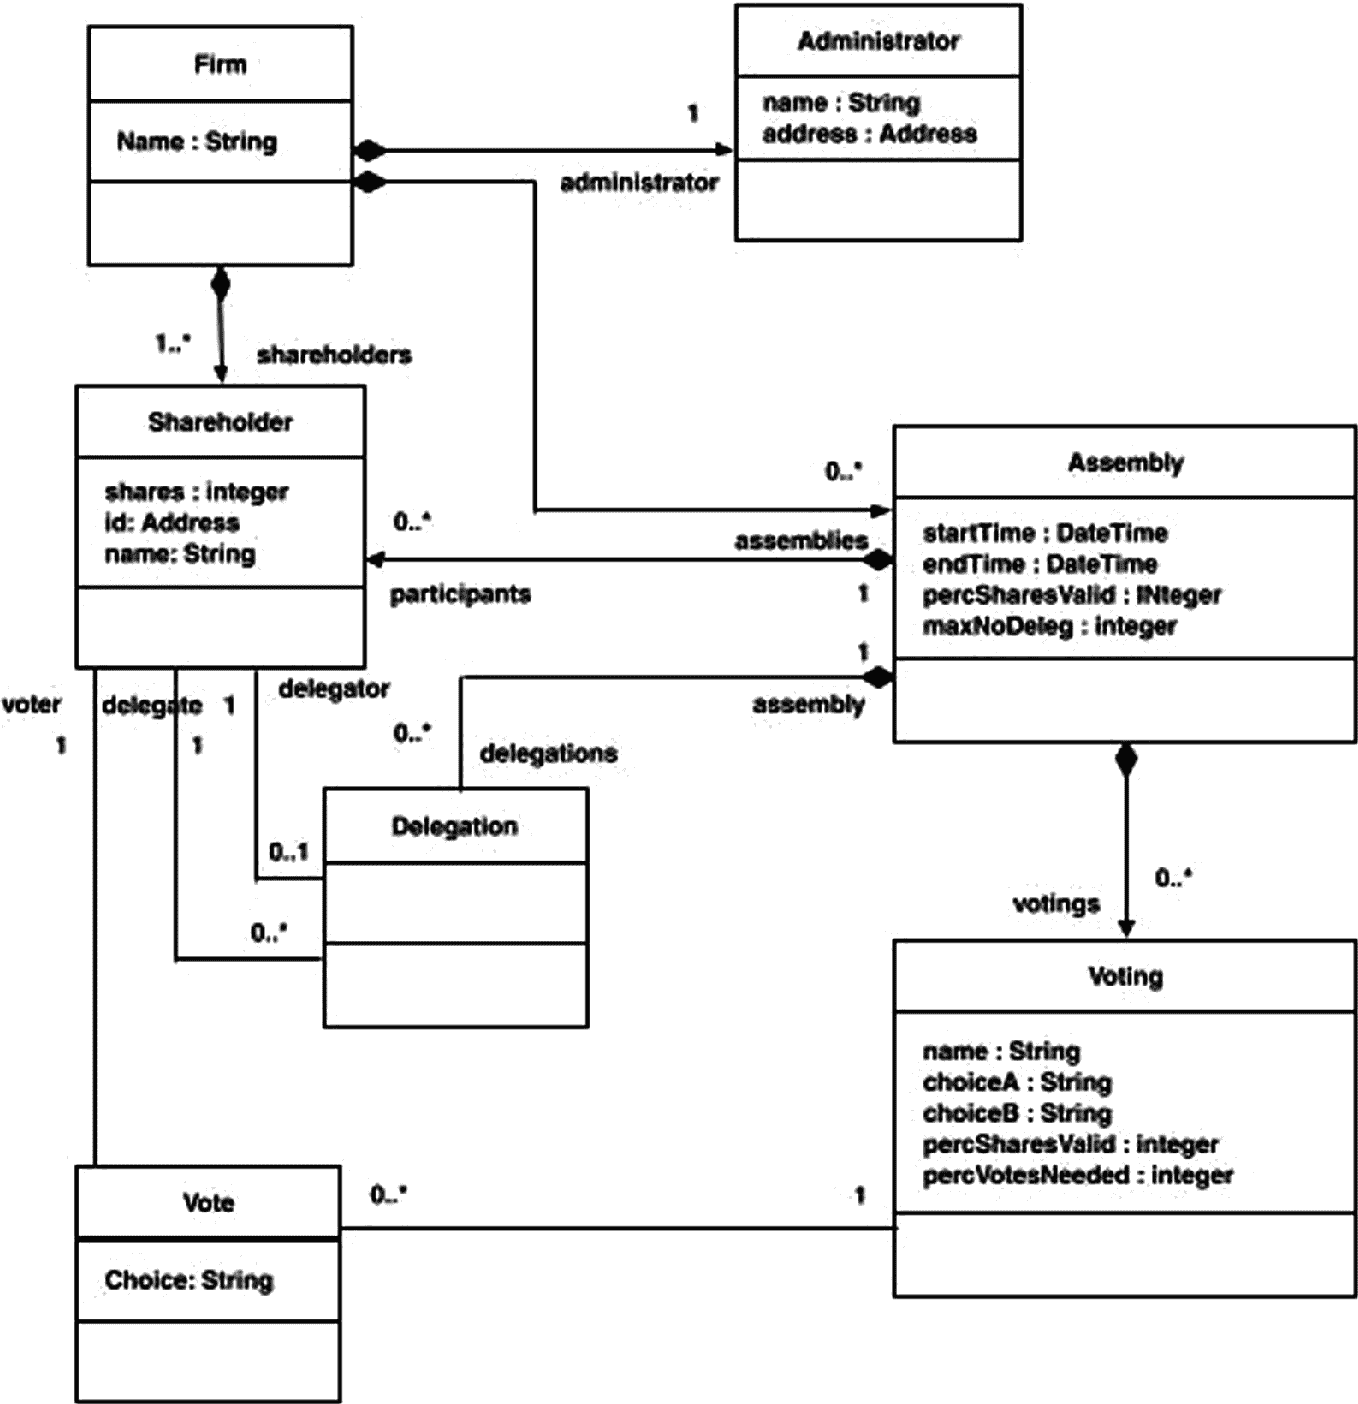 Firm
Name : String
Administrator
name : String
address : Address
1
administrator
1..*
shareholders
Shareholder
shares : integer
id: Address
name: String
0..*
assemblies
Assembly
startTime : DateTime
endTime : DateTime
percSharesValid : INteger
maxNoDeleg : integer
0..*
participants
1
1
assembly
voter
1
delegate
1
1
delegator
0..*
delegations
Delegation
0..1
0..*
0..*
votings
Voting
name : String
choiceA : String
choiceB : String
percSharesValid : integer
percVotesNeeded : integer
Vote
Choice: String
0..*
1